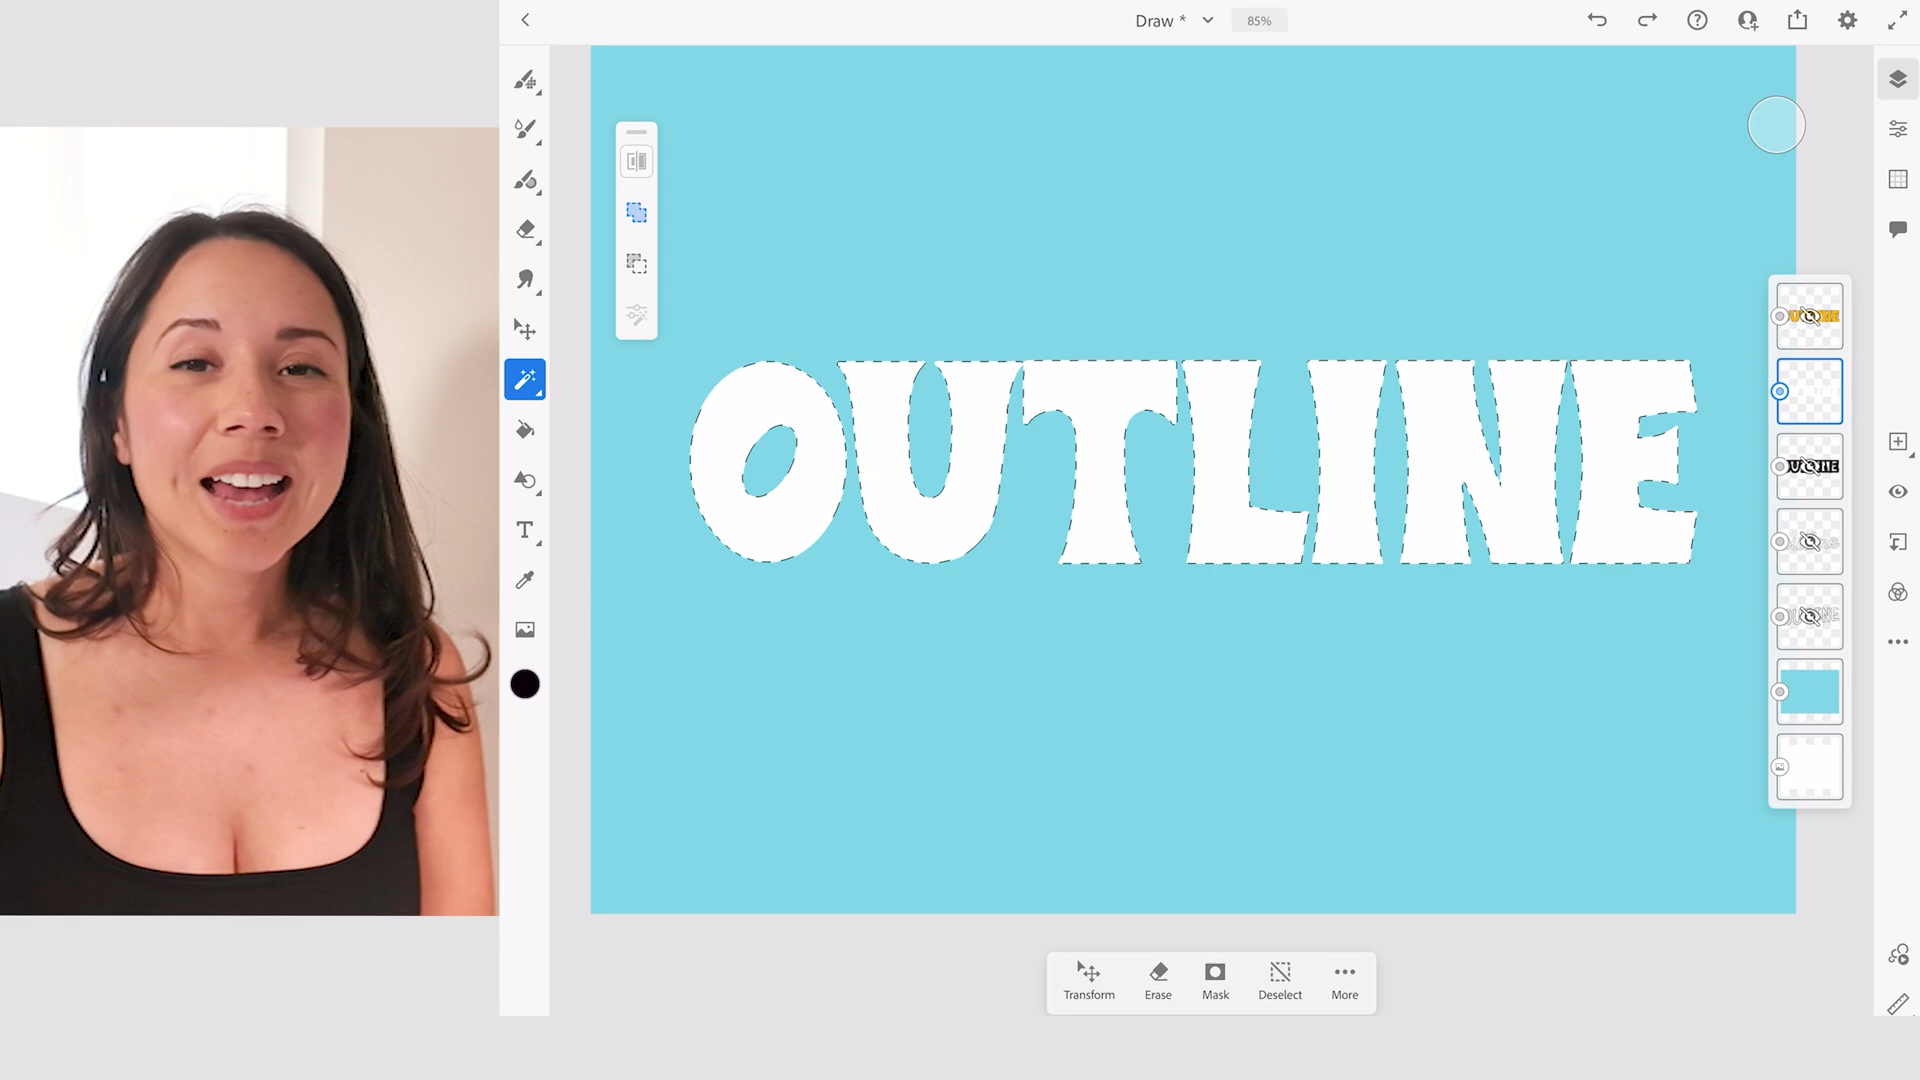 Draw *
85%
OUTLINE
Transform
Erase
Mask
Deselect
More